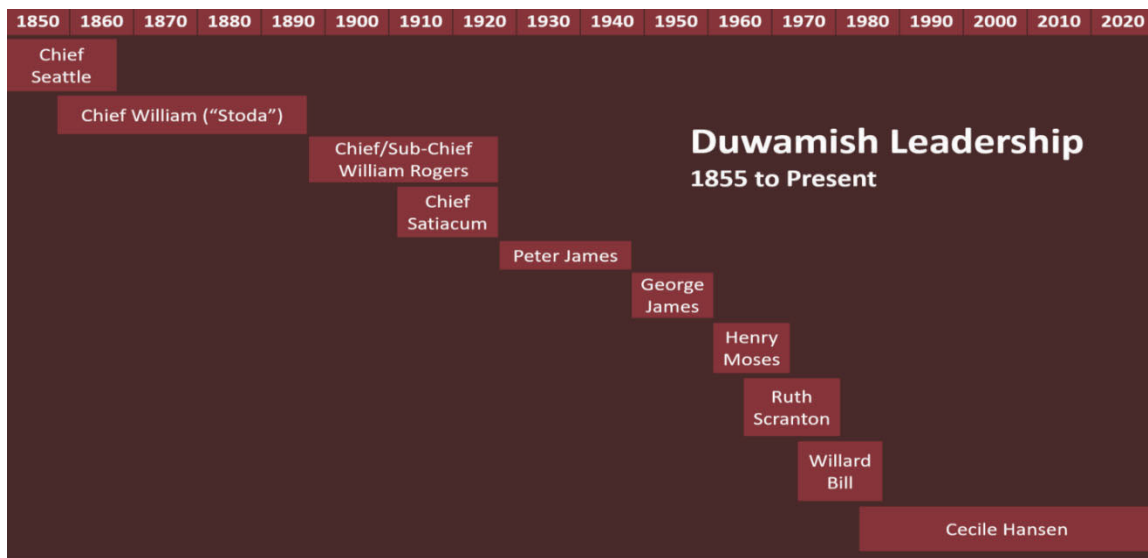 1850 1860 1870 1880 1890 1900 1910 1920 1930 1940 1950 1960 1970 1980 1990 2000 2010 2020
Chief
Seattle
Chief William (“Stoda”)
Duwamish Leadership
1855 to Present
Chief/Sub-Chief
William Rogers
Chief
Satiacum
Peter James
George
James
Henry
Moses
Ruth
Scranton
Willard
Bill
Cecile Hansen